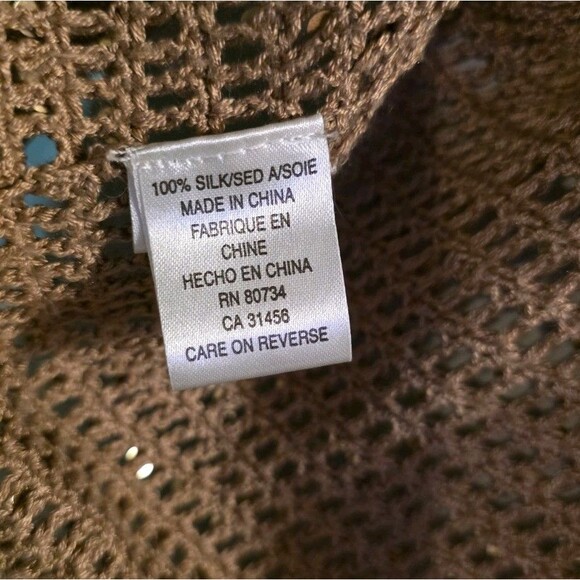 100% SILK/SED A/SOIE
MADE IN CHINA
FABRIQUE EN
CHINE
HECHO EN CHINA
RN 80734
CA 31456
CARE ON REVERSE